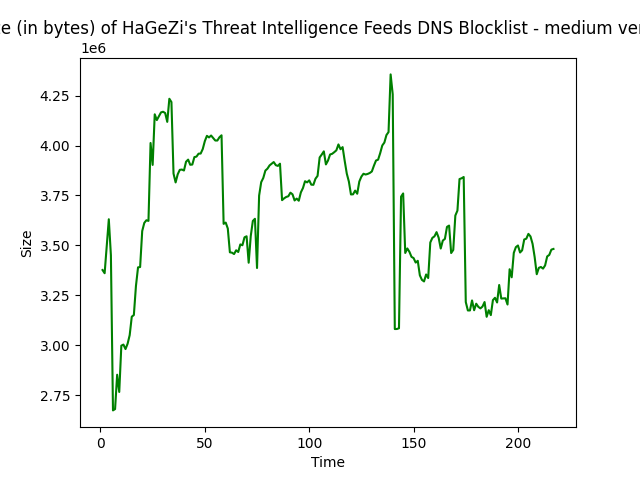 e (in bytes) of HaGeZi's Threat Intelligence Feeds DNS Blocklist - medium ver
1e6
4.25
4.00
3.75
3.50
3.25
3.00
2.75
Size
0 50 100 150 200
Time